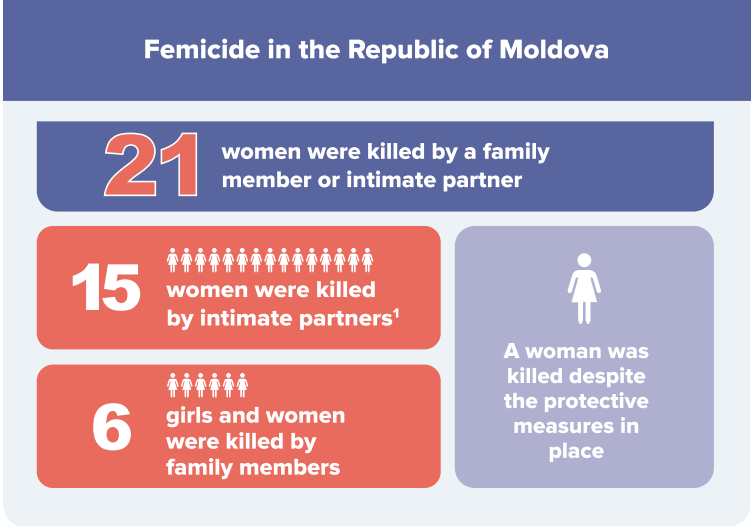 Femicide in the Republic of Moldova
21
women were killed by a family
member or intimate partner
15
women were killed
by intimate partners¹
6
girls and women
were killed by
family members
A woman was
killed despite
the protective
measures in
place